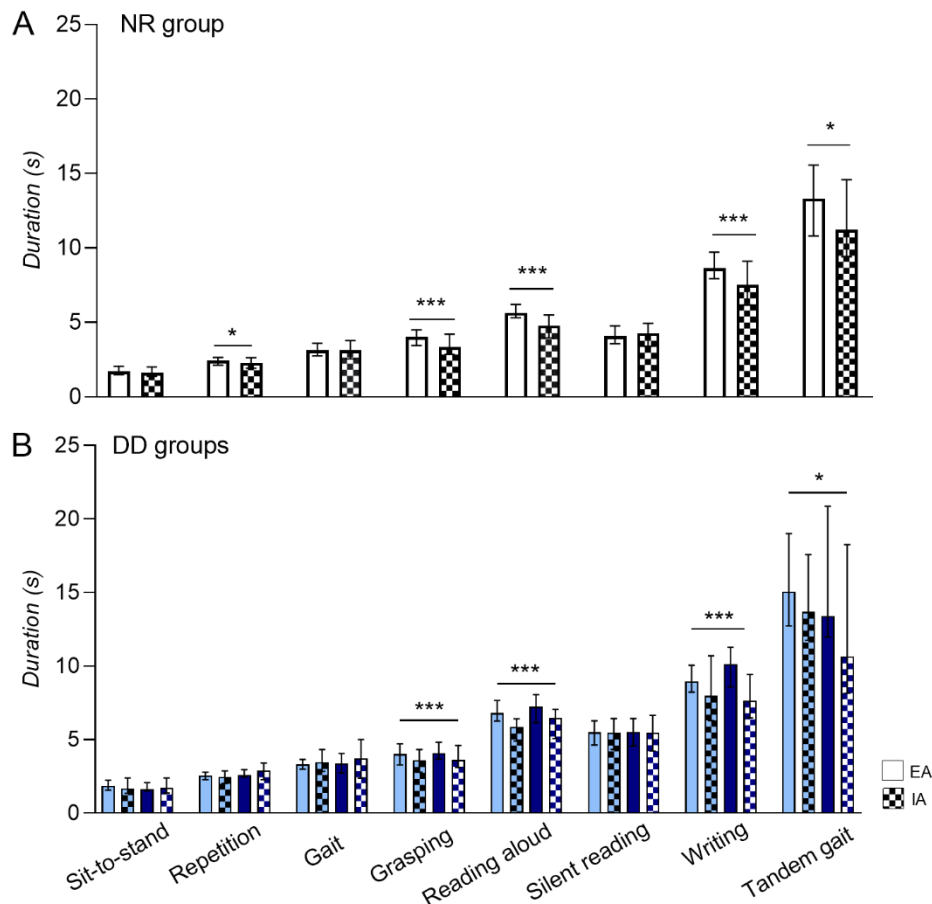 A NR group
25
20
15
10
5
0
Duration (s)
*
***
***
***
*
B DD groups
25
20
15
10
5
0
Duration (s)
***
***
***
*
EA
IA
Sit-to-stand
Repetition
Gait
Grasping
Reading aloud
Silent reading
Writing
Tandem gait